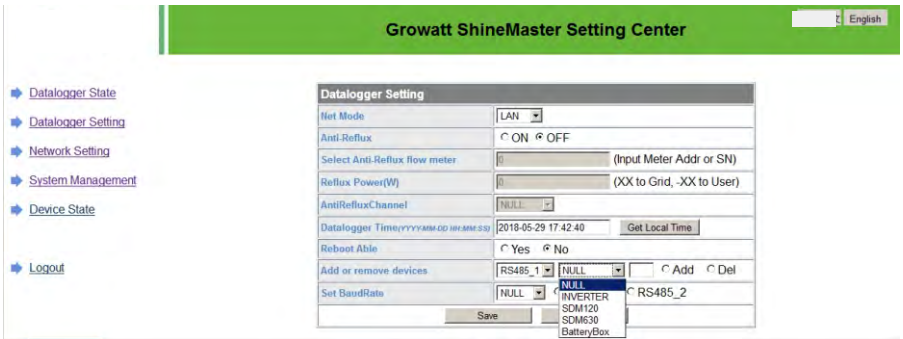 Growatt ShineMaster Setting Center
English
Datalogger State
Datalogger Setting
Network Setting
System Management
Device State
Logout
Datalogger Setting
Net Mode LAN
Anti-Reflux ON OFF
Select Anti-Reflux flow meter 0 (Input Meter Addr or SN)
Reflux Power(W) 0 (XX to Grid, -XX to User)
AntiRefluxChannel NULL
Datalogger Time(YYYY-MM-DD HH:MM:SS) 2018-05-29 17:42:40 Get Local Time
Reboot Able Yes No
Add or remove devices RS485_1 NULL Add Del
NULL
INVERTER
SDM120
SDM630
BatteryBox
Set BaudRate NULL RS485_2
Save